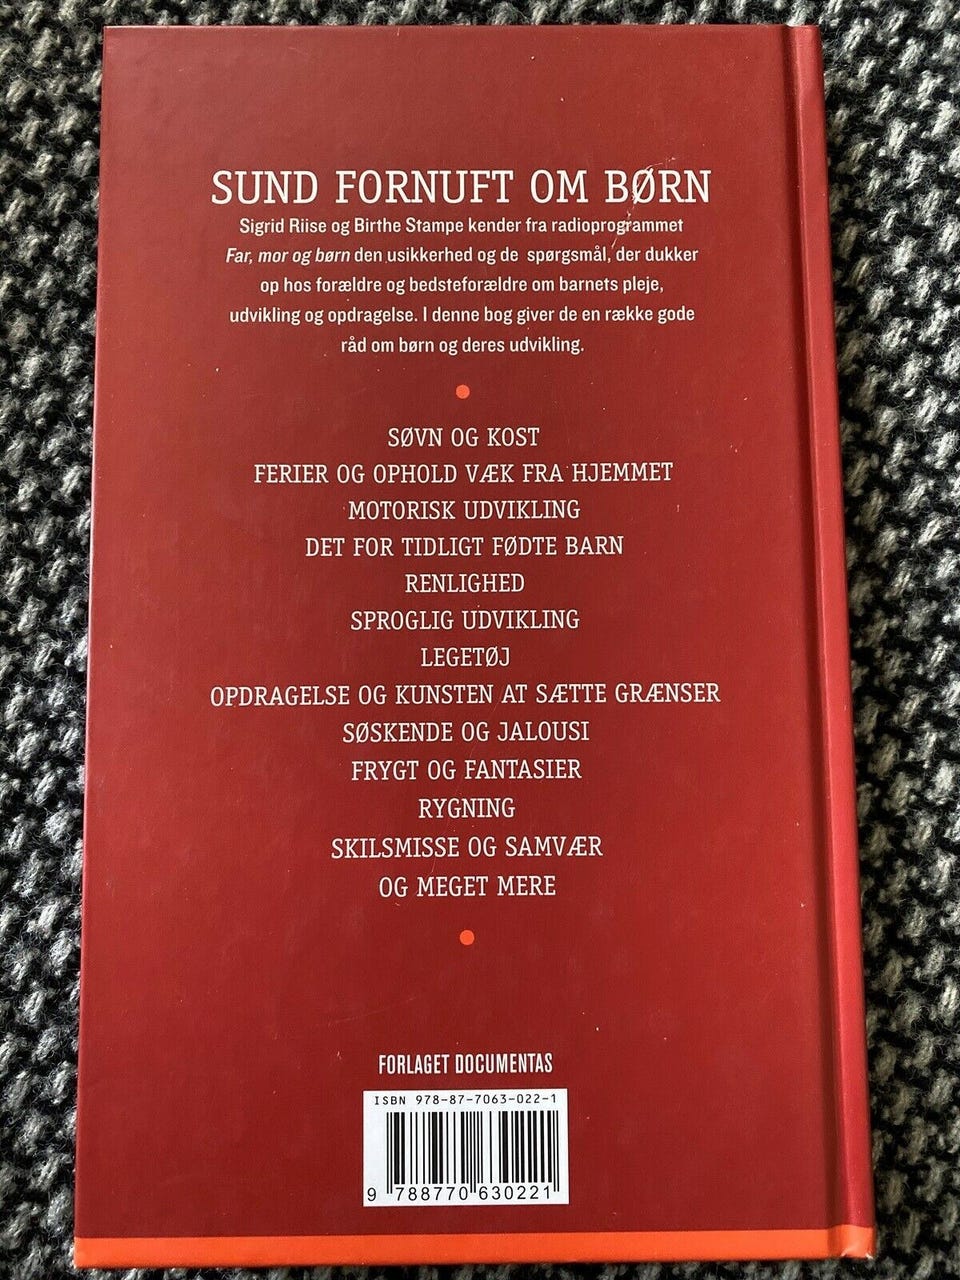 SUND FORNUFT OM BØRN
Sigrid Riise og Birthe Stampe kender fra radioprogrammet
Far, mor og børn den usikkerhed og de spørgsmål, der dukker
op hos forældre og bedsteforældre om barnets pleje,
udvikling og opdragelse. I denne bog giver de en række gode
råd om børn og deres udvikling.
SØVN OG KOST
FERIER OG OPHOLD VÆK FRA HJEMMET
MOTORISK UDVIKLING
DET FOR TIDLIGT FØDTE BARN
RENLIGHED
SPROGLIG UDVIKLING
LEGETØJ
OPDRAGELSE OG KUNSTEN AT SÆTTE GRÆNSER
SØSKENDE OG JALOUSI
FRYGT OG FANTASIER
RYGNING
SKILSMISSE OG SAMVÆR
OG MEGET MERE
FORLAGET DOCUMENTAS
ISBN 978-87-7063-022-1
9 788770 630221